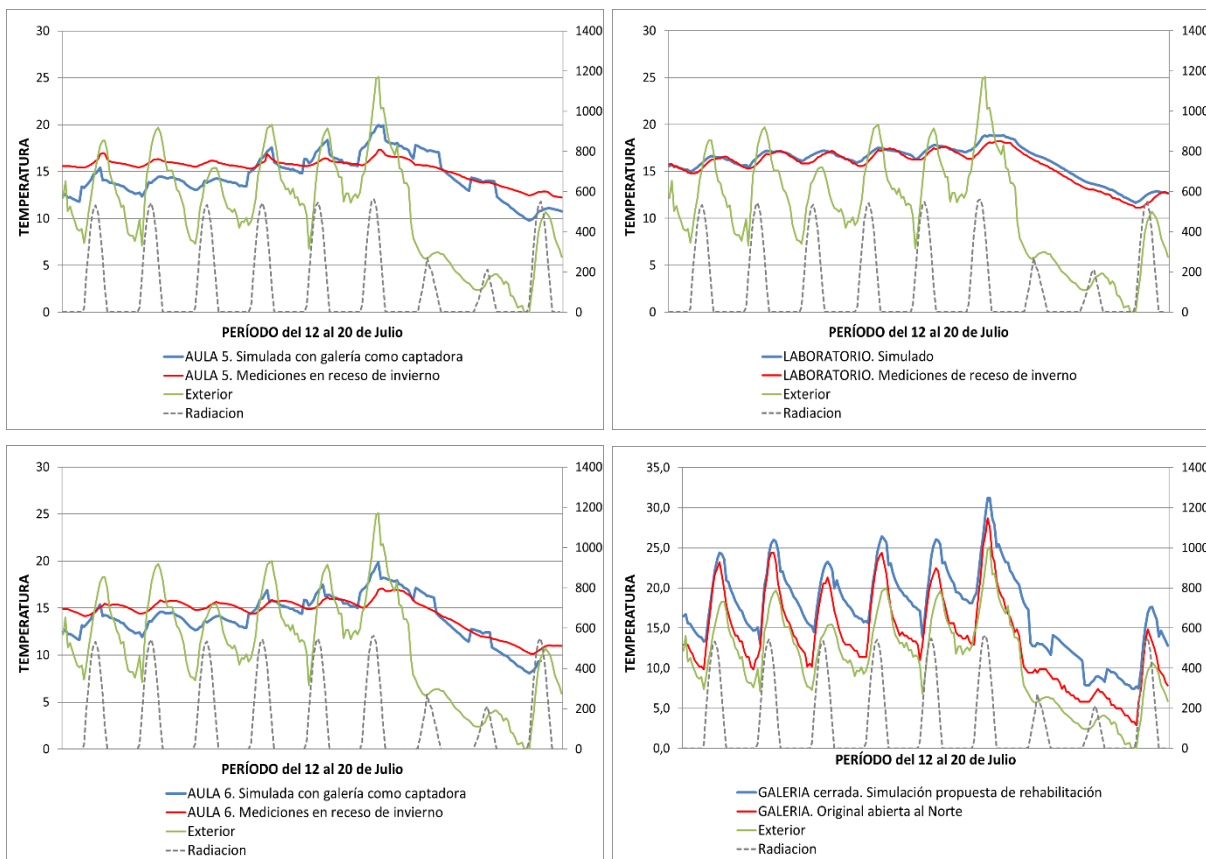 30
25
20
15
10
5
0
TEMPERATURA
1400
1200
1000
800
600
400
200
0
PERÍODO del 12 al 20 de Julio
AULA 5. Simulada con galería como captadora
AULA 5. Mediciones en receso de invierno
Exterior
Radiacion
30
25
20
15
10
5
0
TEMPERATURA
1400
1200
1000
800
600
400
200
0
PERÍODO del 12 al 20 de Julio
LABORATORIO. Simulado
LABORATORIO. Mediciones de receso de inverno
Exterior
Radiacion
30
25
20
15
10
5
0
TEMPERATURA
1400
1200
1000
800
600
400
200
0
PERÍODO del 12 al 20 de Julio
AULA 6. Simulada con galería como captadora
AULA 6. Mediciones en receso de invierno
Exterior
Radiacion
35,0
30,0
25,0
20,0
15,0
10,0
5,0
0,0
TEMPERATURA
1400
1200
1000
800
600
400
200
0
PERÍODO del 12 al 20 de Julio
GALERIA cerrada. Simulación propuesta de rehabilitación
GALERIA. Original abierta al Norte
Exterior
Radiacion